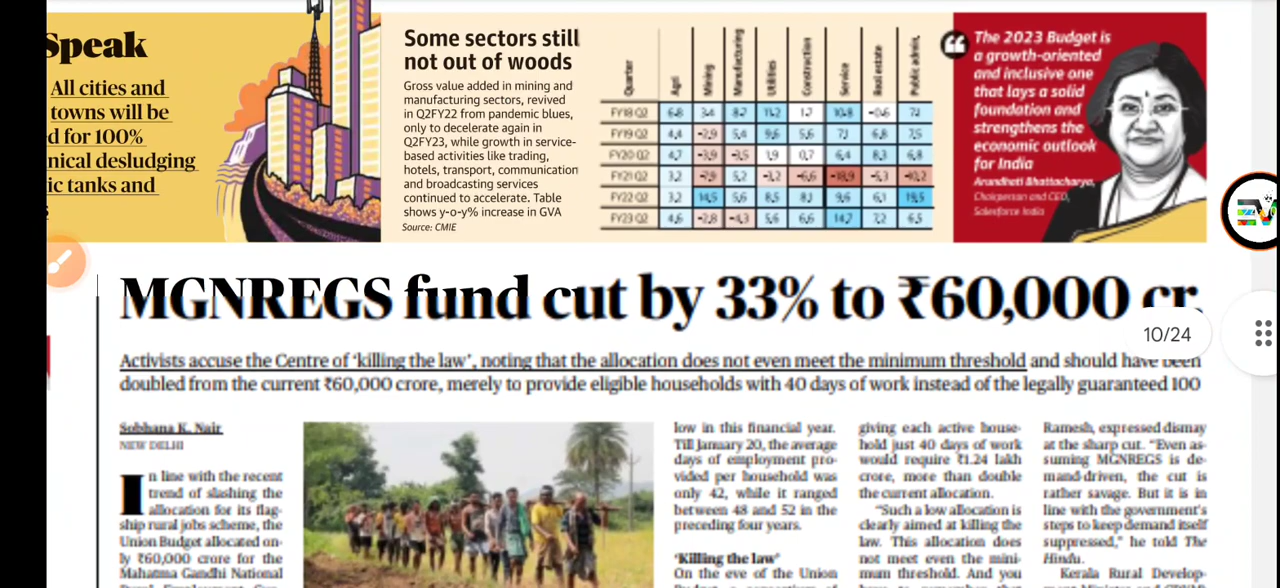 Speak
All cities and
towns will be
d for 100%
nical desludging
ic tanks and
Some sectors still
not out of woods
Gross value added in mining and
manufacturing sectors, revived
in Q2FY22 from pandemic blues,
only to decelerate again in
Q2FY23, while growth in service-
based activities like trading,
hotels, transport, communication
and broadcasting services
continued to accelerate. Table
shows y-o-y% increase in GVA
Source: CMIE
Quarter Agri Mining Manufacturing Utilities Construction Service Real estate Public admin,
FY18 Q2 6.8 3.4 8.7 11.2 1.7 10.8 -0.6 7.1
FY19 Q2 4.4 -2.9 5.4 9.6 5.6 7.1 6.8 7.5
FY20 Q2 4.7 -3.9 -3.5 1.9 0.7 6.4 8.3 6.8
FY21 Q2 3.2 -7.9 5.2 -3.2 -6.6 -18.9 -5.3 -10.2
FY22 Q2 3.2 14.5 5.6 8.5 8.1 9.6 6.1 19.5
FY23 Q2 4.6 -2.8 -4.3 5.6 6.6 14.7 7.2 6.5
The 2023 Budget is
a growth-oriented
and inclusive one
that lays a solid
foundation and
strengthens the
economic outlook
for India
Arundhati Bhattacharya,
Chairperson and CEO,
Salesforce India
MGNREGS fund cut by 33% to ₹60,000 cr.
10/24
Activists accuse the Centre of ‘killing the law’, noting that the allocation does not even meet the minimum threshold and should have been
doubled from the current ₹60,000 crore, merely to provide eligible households with 40 days of work instead of the legally guaranteed 100
Sobhana K. Nair
NEW DELHI
In line with the recent
trend of slashing the
allocation for its flag-
ship rural jobs scheme, the
Union Budget allocated on-
ly ₹60,000 crore for the
Mahatma Gandhi National
low in this financial year.
Till January 20, the average
days of employment pro-
vided per household was
only 42, while it ranged
between 48 and 52 in the
preceding four years.
‘Killing the law’
On the eve of the Union
giving each active house-
hold just 40 days of work
would require ₹1.24 lakh
crore, more than double
the current allocation.
“Such a low allocation is
clearly aimed at killing the
law. This allocation does
not meet even the mini-
mum threshold. And you
Ramesh, expressed dismay
at the sharp cut. “Even as-
suming MGNREGS is de-
mand-driven, the cut is
rather savage. But it is in
line with the government's
steps to keep demand itself
suppressed,” he told The
Hindu.
Kerala Rural Develop-